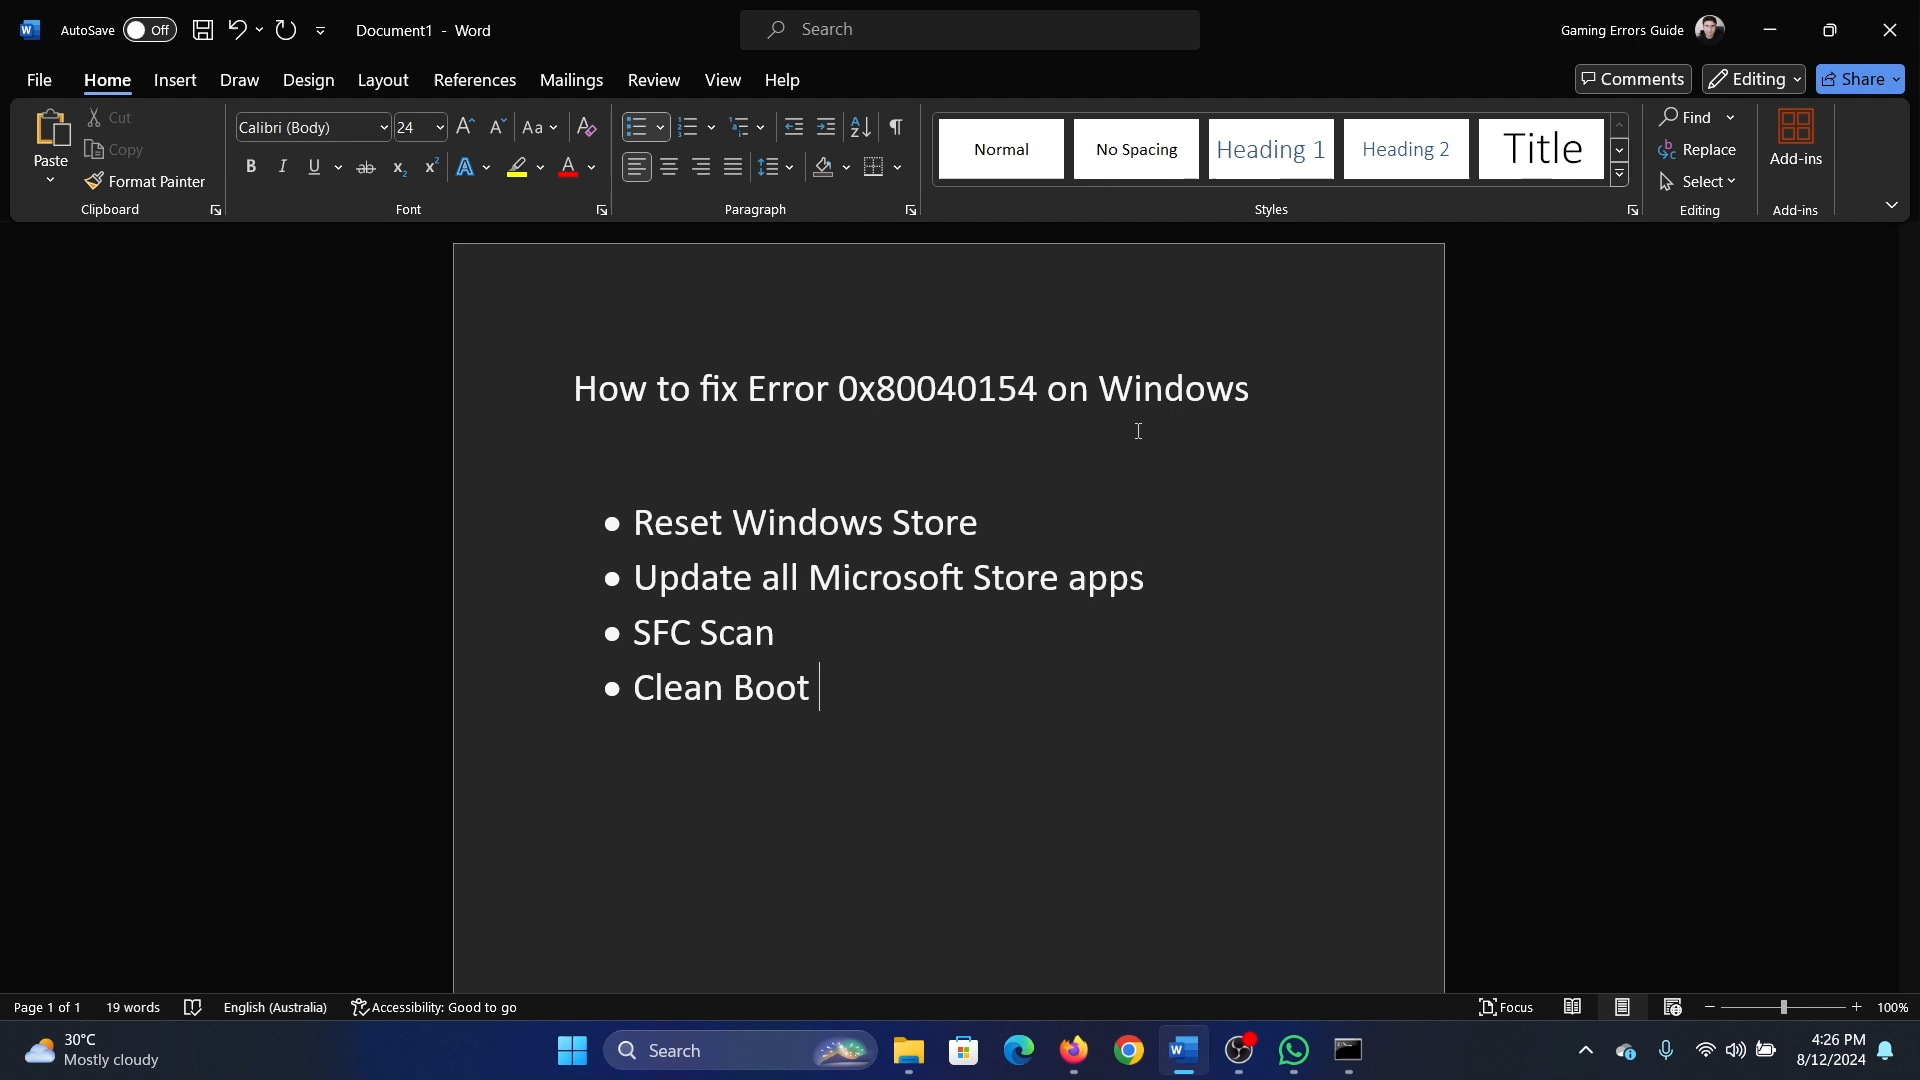 AutoSave Off Document1 - Word Search Gaming Errors Guide
File Home Insert Draw Design Layout References Mailings Review View Help Comments Editing Share
Paste Cut Copy Format Painter Clipboard
Calibri (Body) 24 Aa Font
Paragraph
Normal No Spacing Heading 1 Heading 2 Title Styles
Find Replace Select Editing
Add-ins Add-ins
How to fix Error 0x80040154 on Windows
• Reset Windows Store
• Update all Microsoft Store apps
• SFC Scan
• Clean Boot
Page 1 of 1 19 words English (Australia) Accessibility: Good to go Focus 100%
30°C
Mostly cloudy
Search
4:26 PM
8/12/2024